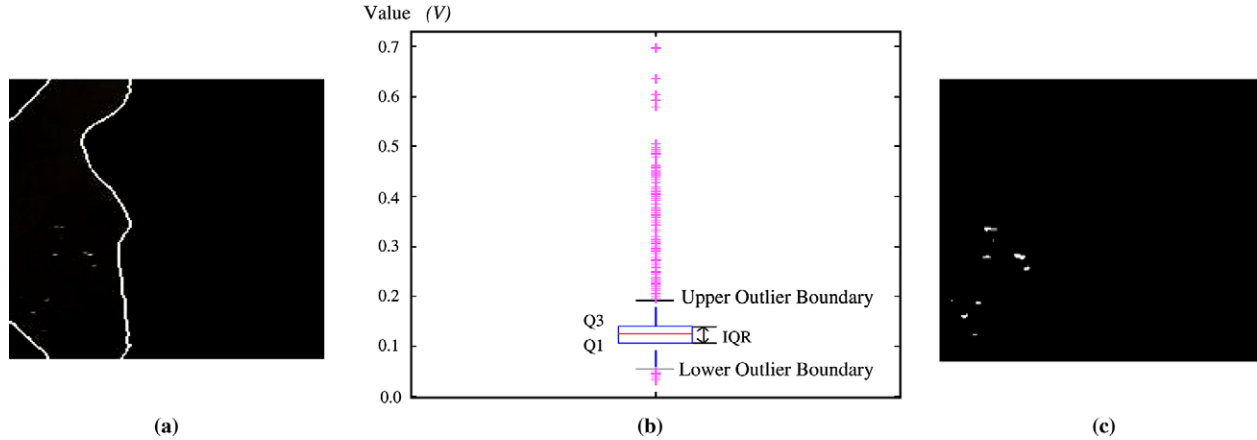 Value (V)
0.7
0.6
0.5
0.4
0.3
0.2
0.1
0.0
Upper Outlier Boundary
Q3
Q1
IQR
Lower Outlier Boundary
(a)
(b)
(c)